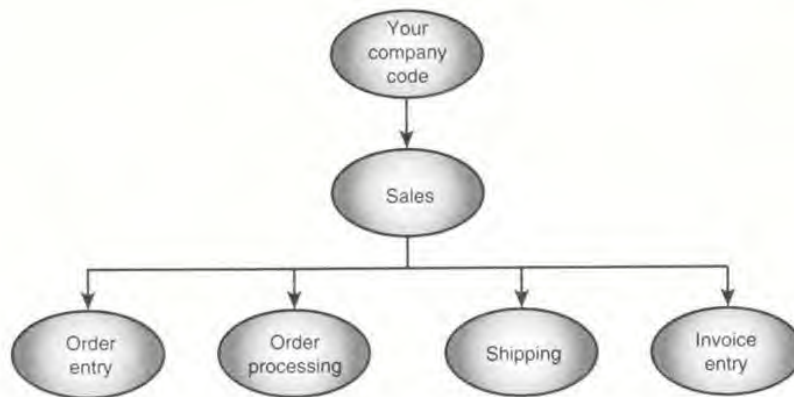 Your
company
code
Sales
Order
entry
Order
processing
Shipping
Invoice
entry